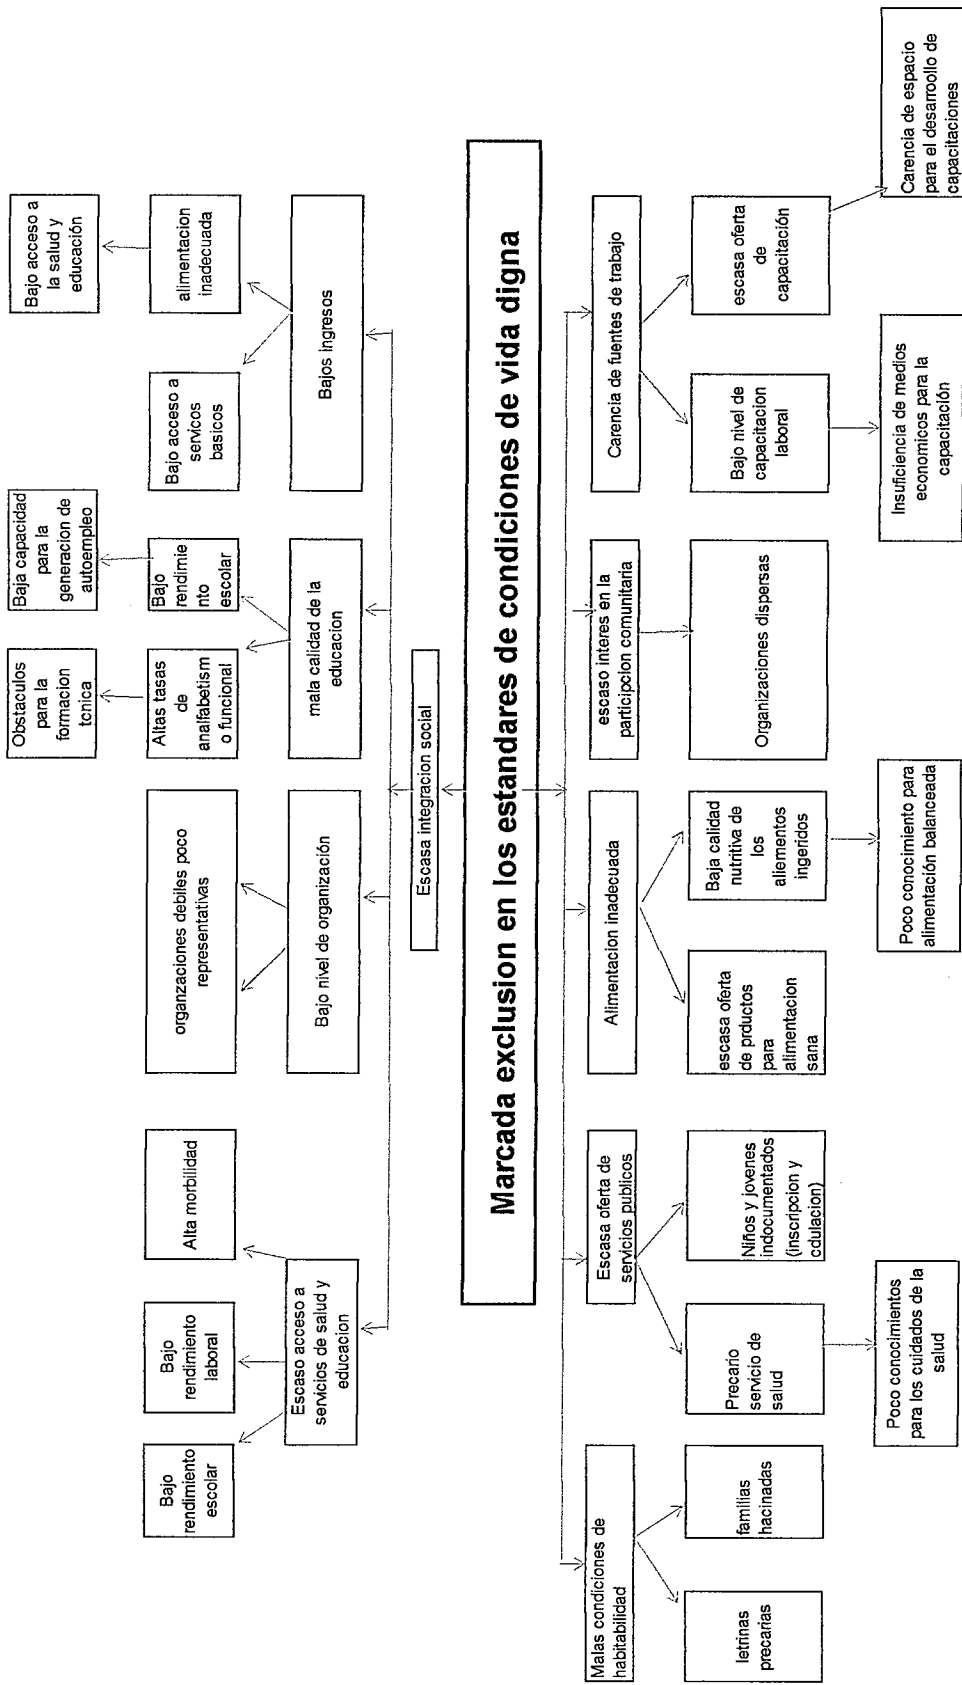 Bajo
rendimiento
escolar
Bajo
rendimiento
laboral
Alta morbilidad
organzaciones debiles poco
representativas
Obstaculos
para la
formacion
tcnica
Altas tasas
de
analfabetism
o funcional
Baja capacidad
para la
generacion de
autoempleo
Bajo
rendimie
nto
escolar
Bajo acceso a
servicos
basicos
Bajo acceso a
la salud y
educación
alimentacion
inadecuada
Escaso acceso a
servicios de salud y
educacion
Bajo nivel de organización
mala calidad de la
educacion
Bajos Ingresos
Escasa integracion social
Marcada exclusion en los estandares de condiciones de vida digna
Malas condiciones de
habitabilidad
Escasa oferta de
servicios publicos
Alimentacion inadecuada
escaso interes en la
participcion comunitaria
Carencia de fuentes de trabajo
letrinas
precarias
familias
hacinadas
Precario
servicio de
salud
Niños y jovenes
indocumentados
(inscripcion y
cdulacion)
escasa oferta
de prductos
para
alimentacion
sana
Baja calidad
nutritiva de
los
aliementos
ingeridos
Organizaciones dispersas
Bajo nivel de
capacitacion
laboral
escasa oferta
de
capacitación
Poco conocimientos
para los cuidados de la
salud
Poco conocimiento para
alimentación balanceada
Insuficiencia de medios
economicos para la
capacitación
Carencia de espacio
para el desarrollo de
capacitaciones